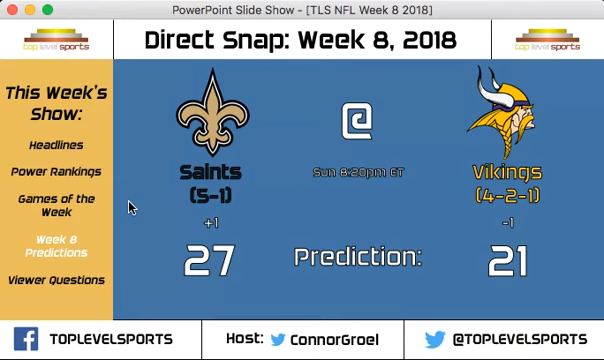 PowerPoint Slide Show - [TLS NFL Week 8 2018]
top level sports
Direct Snap: Week 8, 2018
top level sports
This Week's
Show:
Headlines
Power Rankings
Games of the
Week
Week 8
Predictions
Viewer Questions
Saints
(5-1)
+1
27
@
Sun 8:20pm ET
Prediction:
Vikings
(4-2-1)
-1
21
TOPLEVELSPORTS
Host: ConnorGroel
@TOPLEVELSPORTS